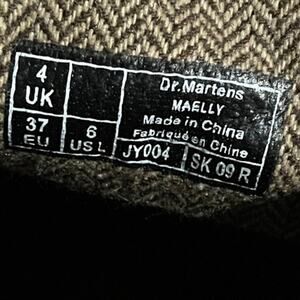 4
UK
37
EU
6
US L
Dr.Martens
MAELLY
Made in China
Fabriqué en Chine
JY004
SK 09 R